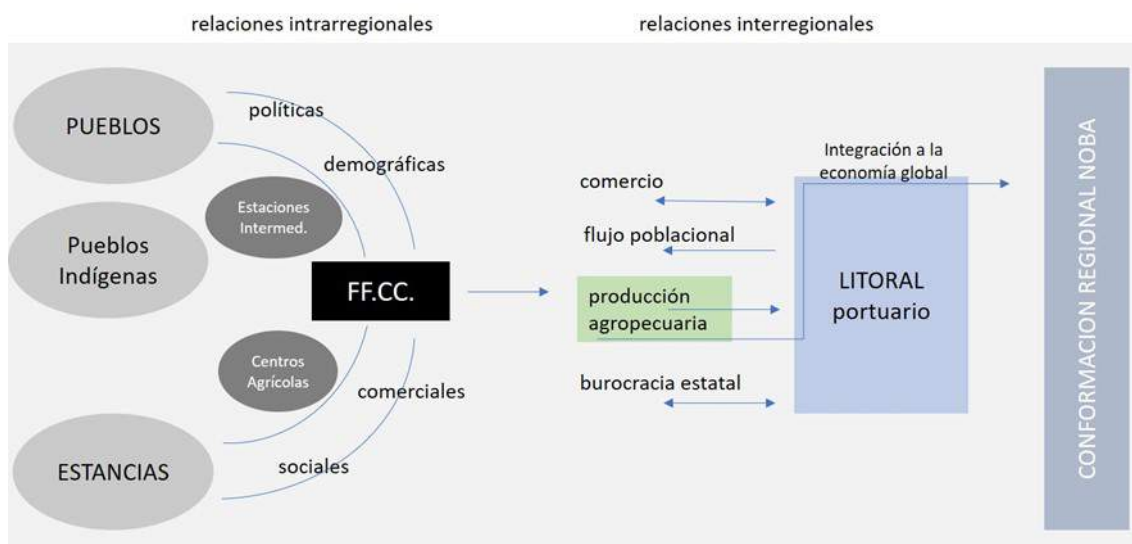 relaciones intrarregionales
relaciones interregionales
PUEBLOS
políticas
demográficas
Estaciones
Intermed.
Pueblos
Indígenas
FF.CC.
Centros
Agrícolas
comerciales
ESTANCIAS
sociales
comercio
flujo poblacional
producción
agropecuaria
burocracia estatal
Integración a la
economía global
LITORAL
portuario
CONFORMACION REGIONAL NOBA